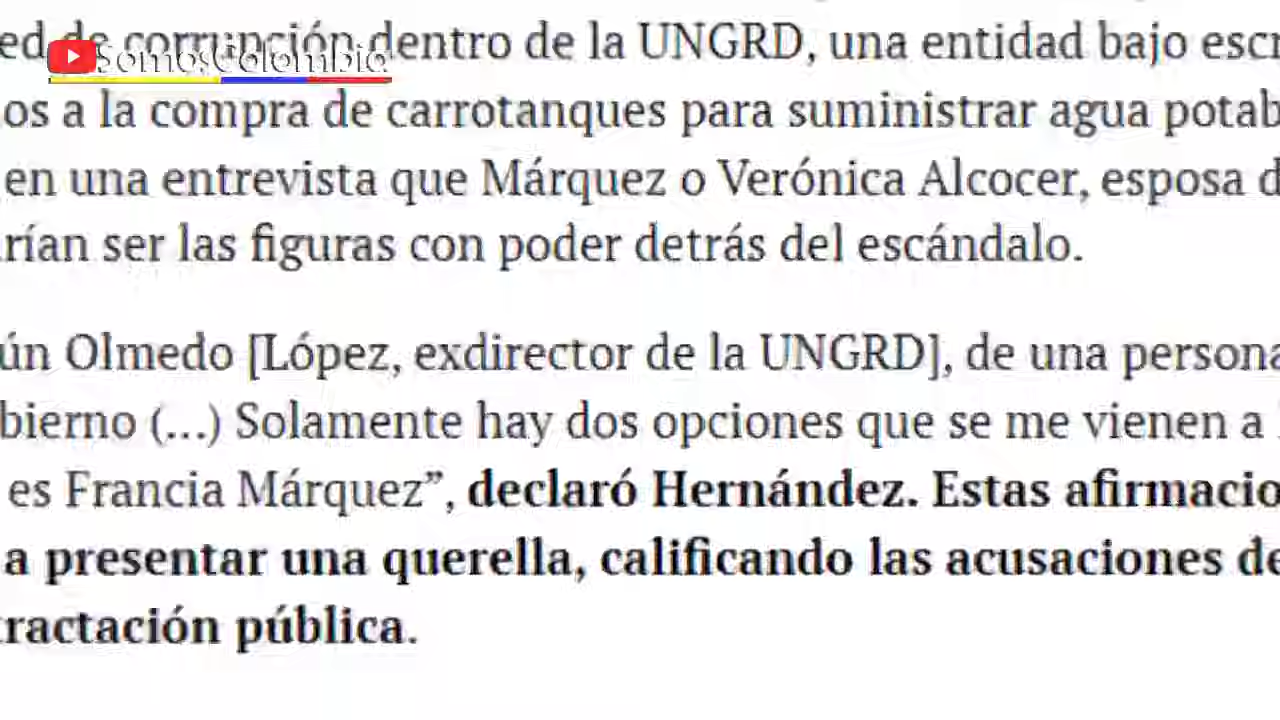 ed de corrupción dentro de la UNGRD, una entidad bajo escr
SomosColombia
os a la compra de carrotanques para suministrar agua potab
en una entrevista que Márquez o Verónica Alcocer, esposa d
rían ser las figuras con poder detrás del escándalo.
ún Olmedo [López, exdirector de la UNGRD], de una persona
bierno (...) Solamente hay dos opciones que se me vienen a
es Francia Márquez”, declaró Hernández. Estas afirmacio
a presentar una querella, calificando las acusaciones de
ractación pública.